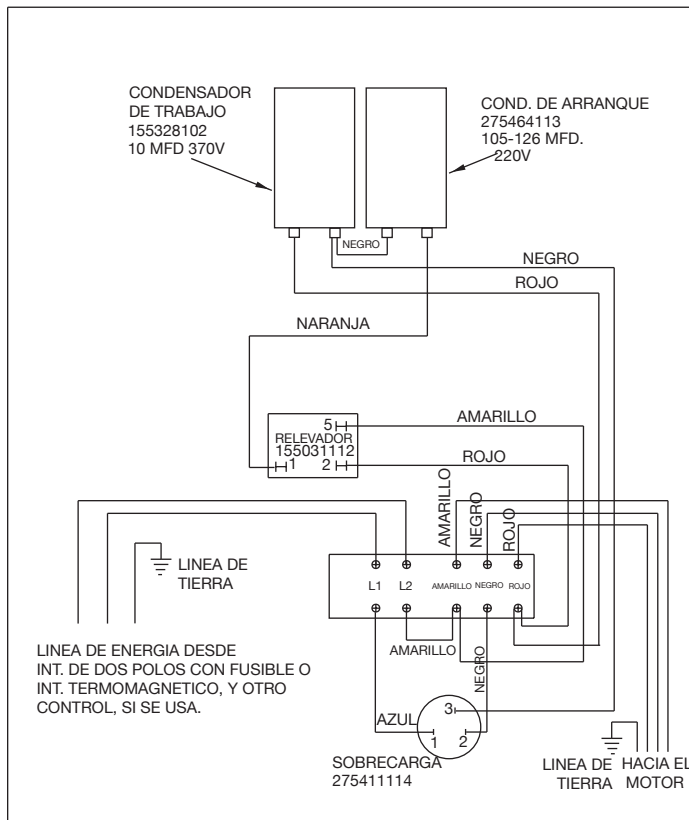 CONDENSADOR
DE TRABAJO
155328102
10 MFD 370V
COND. DE ARRANQUE
275464113
105-126 MFD.
220V
NEGRO
NEGRO
ROJO
NARANJA
5
RELEVADOR
155031112
1
2
AMARILLO
ROJO
AMARILLO
NEGRO
ROJO
LINEA DE
TIERRA
L1
L2
AMARILLO
NEGRO
ROJO
LINEA DE ENERGIA DESDE
INT. DE DOS POLOS CON FUSIBLE O
INT. TERMOMAGNETICO, Y OTRO
CONTROL, SI SE USA.
AMARILLO
NEGRO
AZUL
3
1
2
SOBRECARGA
275411114
LINEA DE
TIERRA
HACIA EL
MOTOR